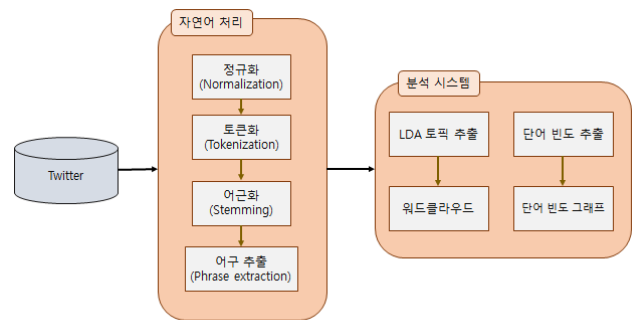 Twitter
자연어 처리
정규화
(Normalization)
토큰화
(Tokenization)
어근화
(Stemming)
어구 추출
(Phrase extraction)
분석 시스템
LDA 토픽 추출
워드클라우드
단어 빈도 추출
단어 빈도 그래프